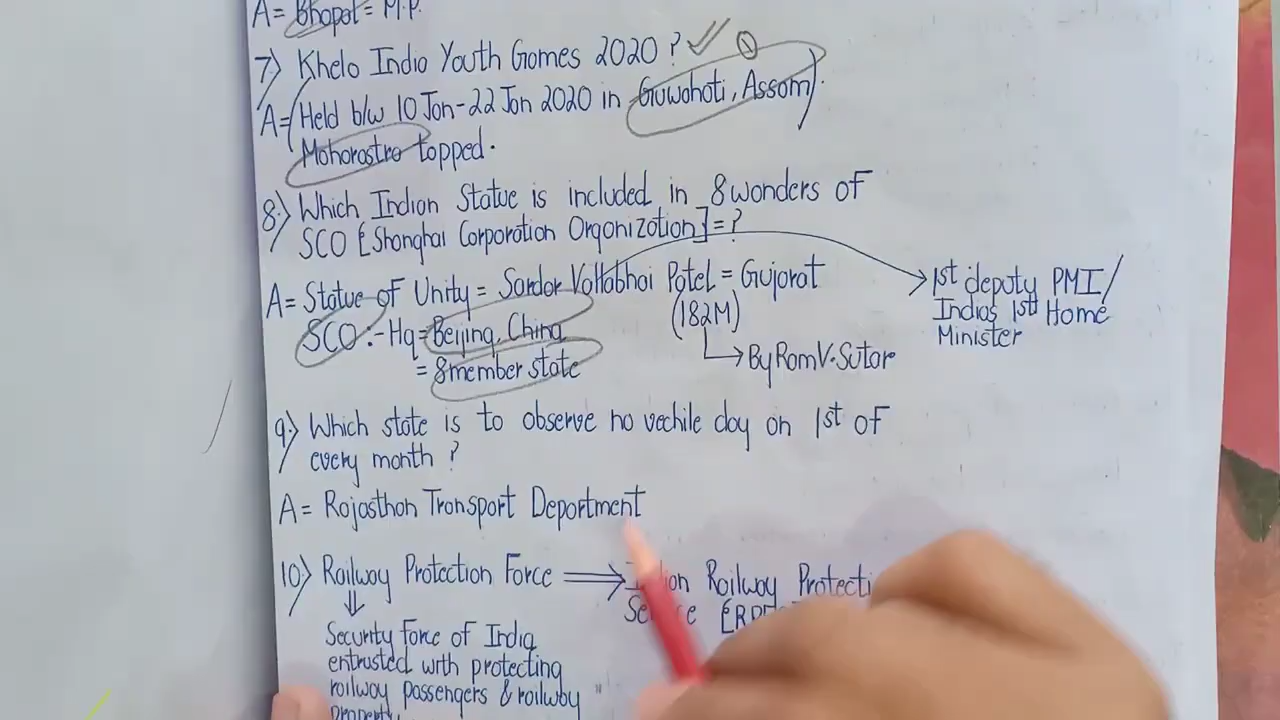 A= Bhopal = M.P.
7) Khelo India Youth Games 2020 ?
A= Held b/w 10 Jan-22 Jan 2020 in Guwahati, Assam.
Maharastra topped.
8) Which Indian Statue is included in 8 wonders of
SCO [Shanghai Corporation Organization] = ?
A= Statue of Unity = Sardar Vallabhai Patel = Gujarat
(182M)
By Ram V. Sutar
1st deputy PMI/
Indias 1st Home
Minister
SCO :- Hq = Beijing, China
= 8 member state
9) Which state is to observe no vechile day on 1st of
every month ?
A= Rajasthan Transport Department
10) Railway Protection Force ⇒ Railway
Security force of India
entrusted with protecting
railway passengers & railway
property